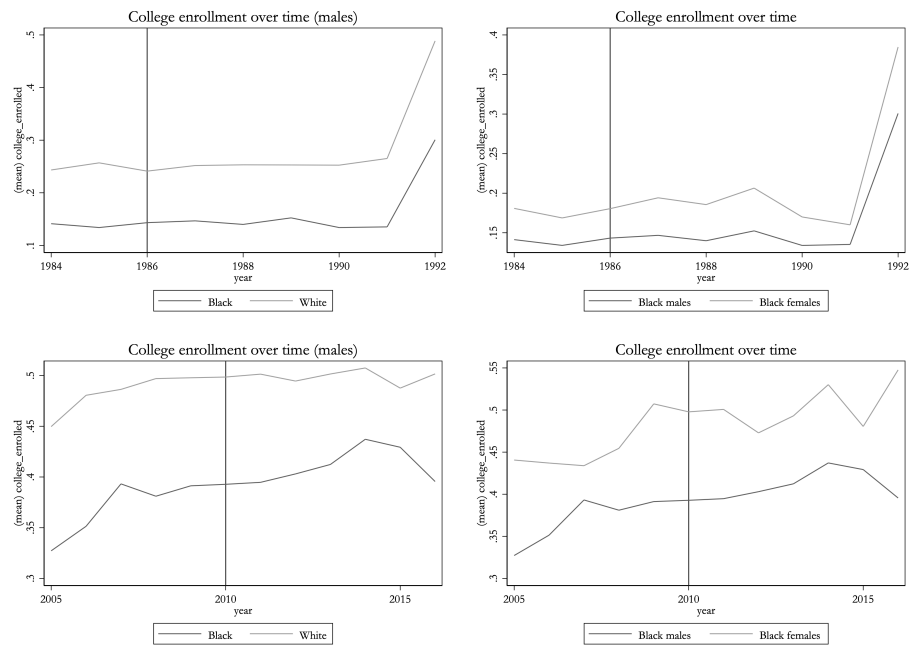 College enrollment over time (males)
(mean) college_enrolled
.5
.4
.3
.2
.1
1984 1986 1988 1990 1992
year
Black White
College enrollment over time
(mean) college_enrolled
.4
.35
.3
.25
.2
.15
1984 1986 1988 1990 1992
year
Black males Black females
College enrollment over time (males)
(mean) college_enrolled
.5
.45
.4
.35
.3
2005 2010 2015
year
Black White
College enrollment over time
(mean) college_enrolled
.55
.5
.45
.4
.35
.3
2005 2010 2015
year
Black males Black females